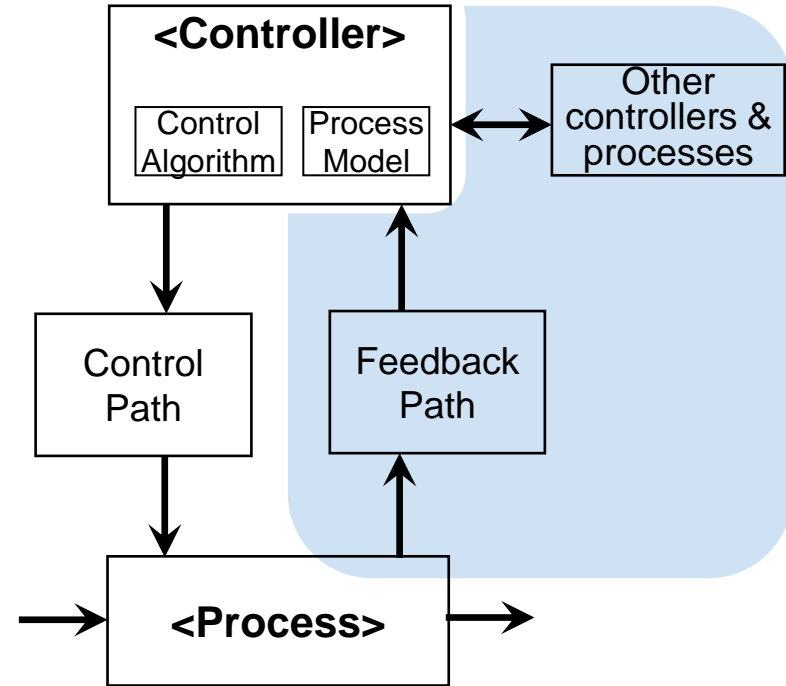 <Controller>
Control
Algorithm
Process
Model
Other
controllers &
processes
Control
Path
Feedback
Path
<Process>